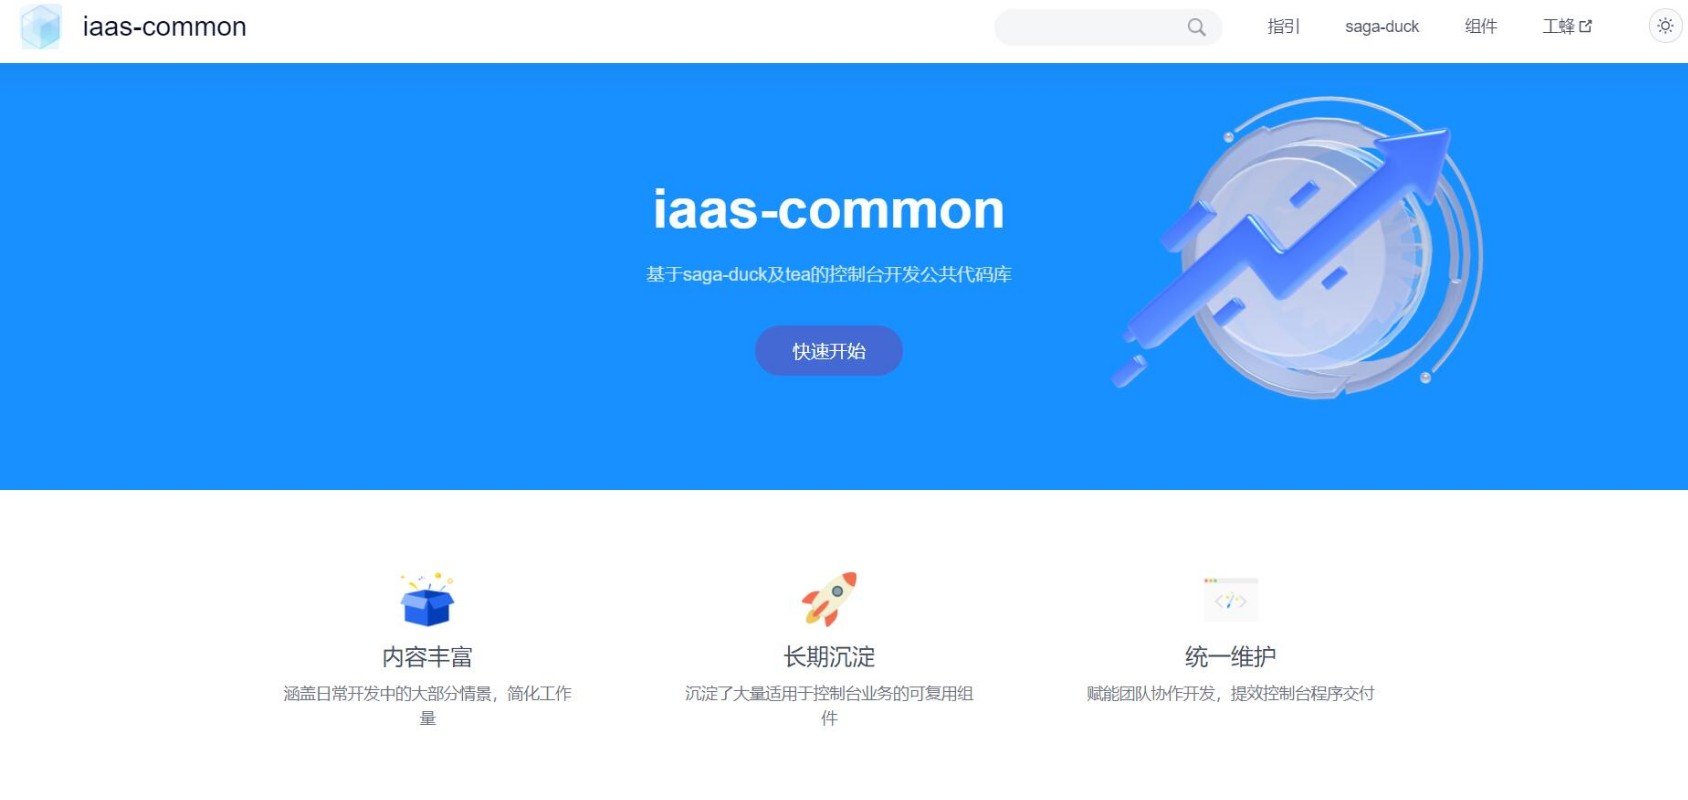 iaas-common
指引
saga-duck
组件
工蜂
iaas-common
基于saga-duck及tea的控制台开发公共代码库
快速开始
内容丰富
涵盖日常开发中的大部分情景，简化工作
量
长期沉淀
沉淀了大量适用于控制台业务的可复用组
件
统一维护
赋能团队协作开发，提效控制台程序交付